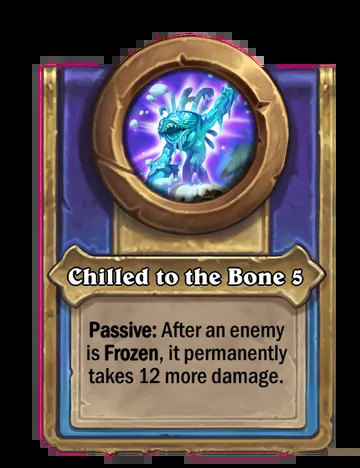 Chilled to the Bone 5
Passive: After an enemy
is Frozen, it permanently
takes 12 more damage.